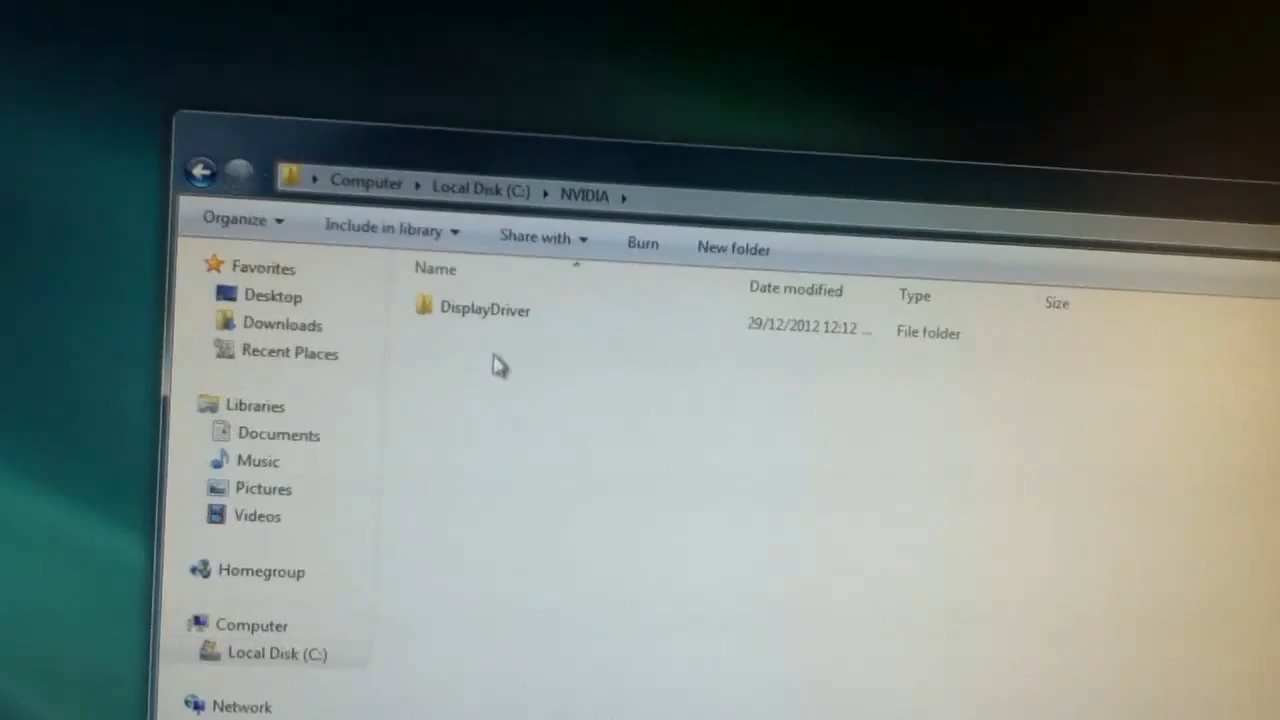 Computer Local Disk (C:) NVIDIA
Organize Include in library Share with Burn New folder
Name Date modified Type Size
DisplayDriver 29/12/2012 12:12 ... File folder
Favorites
Desktop
Downloads
Recent Places
Libraries
Documents
Music
Pictures
Videos
Homegroup
Computer
Local Disk (C:)
Network